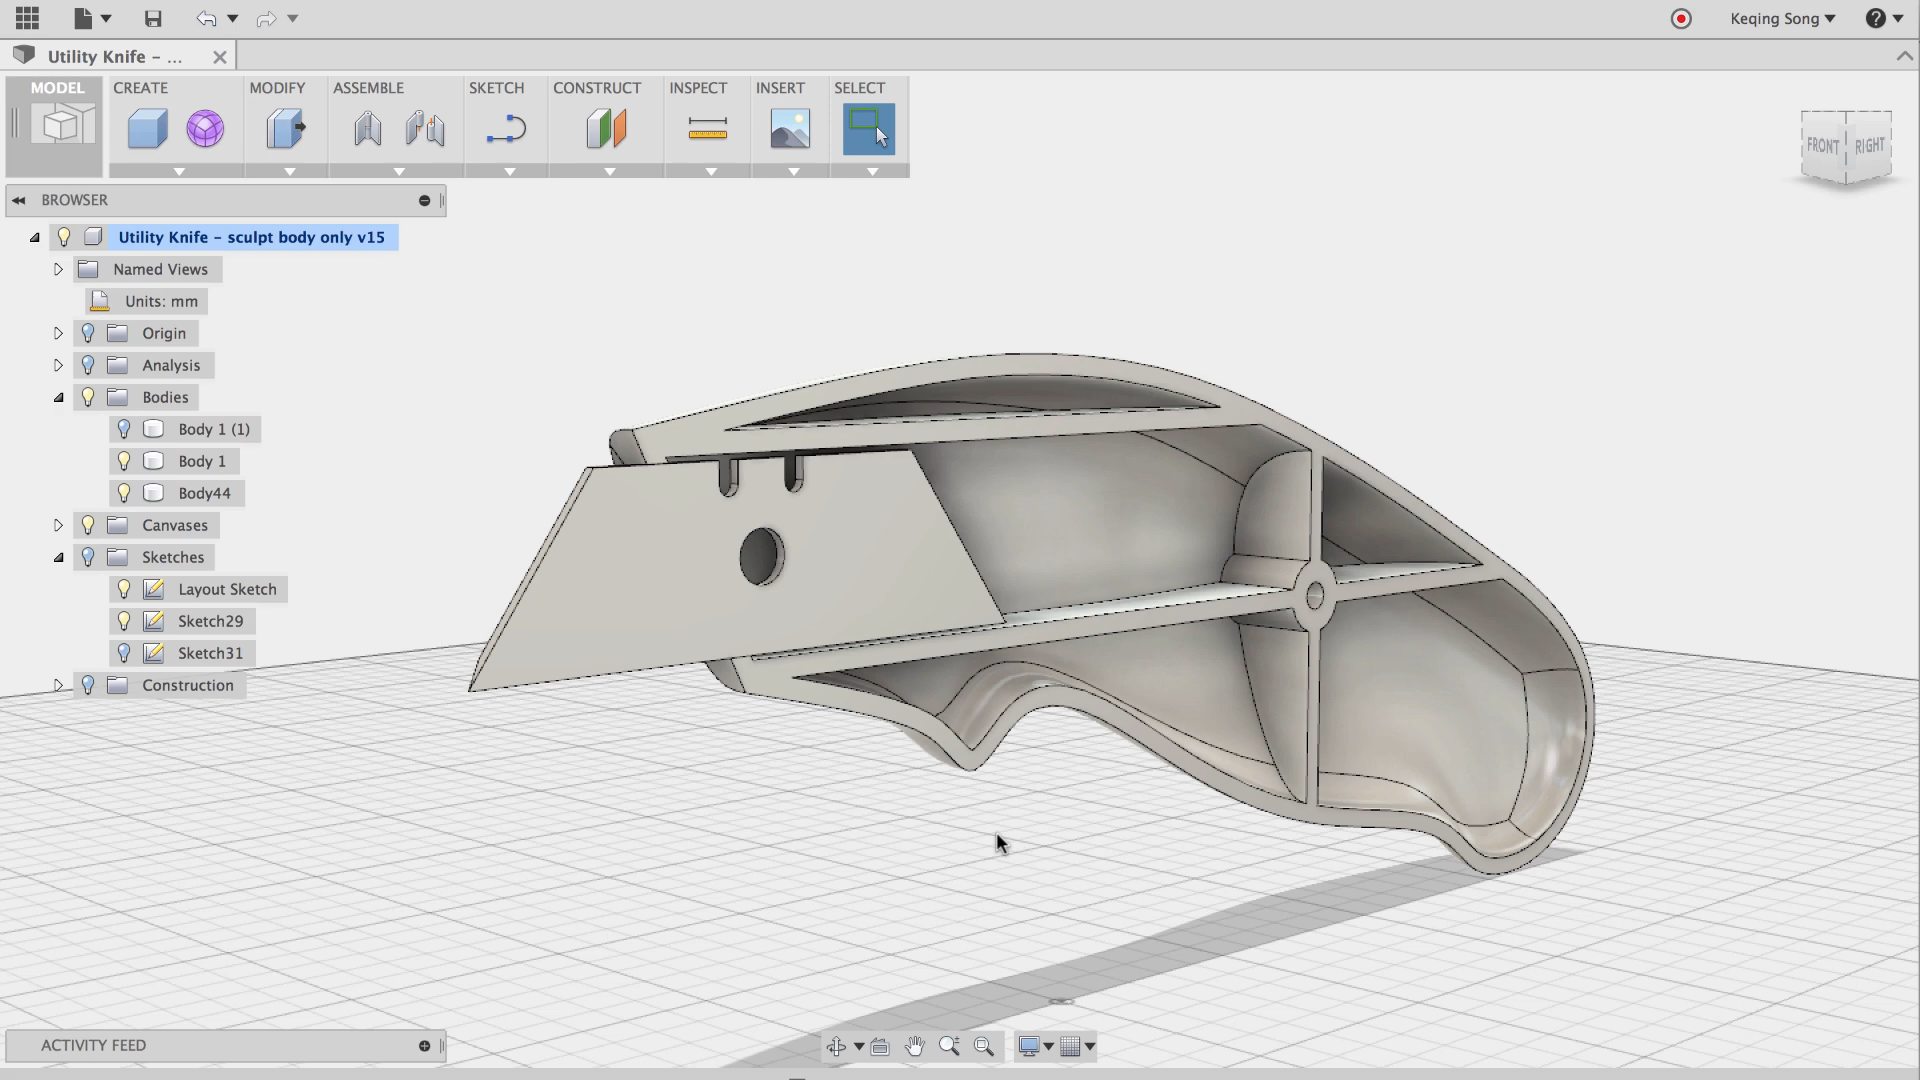 Keqing Song
Utility Knife – ...
MODEL
CREATE
MODIFY
ASSEMBLE
SKETCH
CONSTRUCT
INSPECT
INSERT
SELECT
FRONT
RIGHT
BROWSER
Utility Knife – sculpt body only v15
Named Views
Units: mm
Origin
Analysis
Bodies
Body 1 (1)
Body 1
Body44
Canvases
Sketches
Layout Sketch
Sketch29
Sketch31
Construction
ACTIVITY FEED